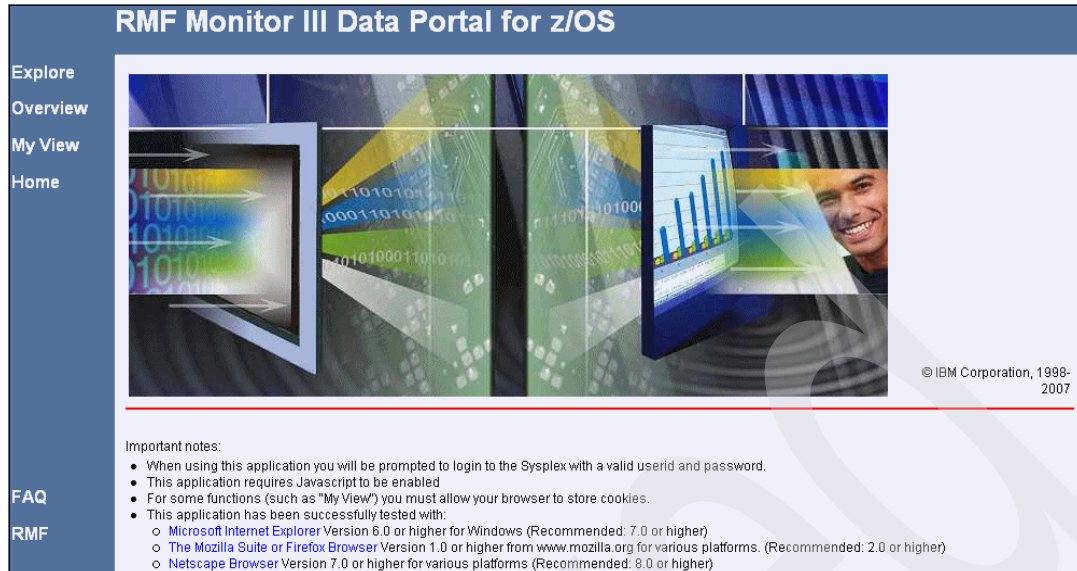 RMF Monitor III Data Portal for z/OS
Explore
Overview
My View
Home
© IBM Corporation, 1998-
2007
Important notes:
• When using this application you will be prompted to login to the Sysplex with a valid userid and password.
• This application requires Javascript to be enabled
• For some functions (such as "My View") you must allow your browser to store cookies.
• This application has been successfully tested with:
○ Microsoft Internet Explorer Version 6.0 or higher for Windows (Recommended: 7.0 or higher)
○ The Mozilla Suite or Firefox Browser Version 1.0 or higher from www.mozilla.org for various platforms. (Recommended: 2.0 or higher)
○ Netscape Browser Version 7.0 or higher for various platforms (Recommended: 8.0 or higher)
FAQ
RMF